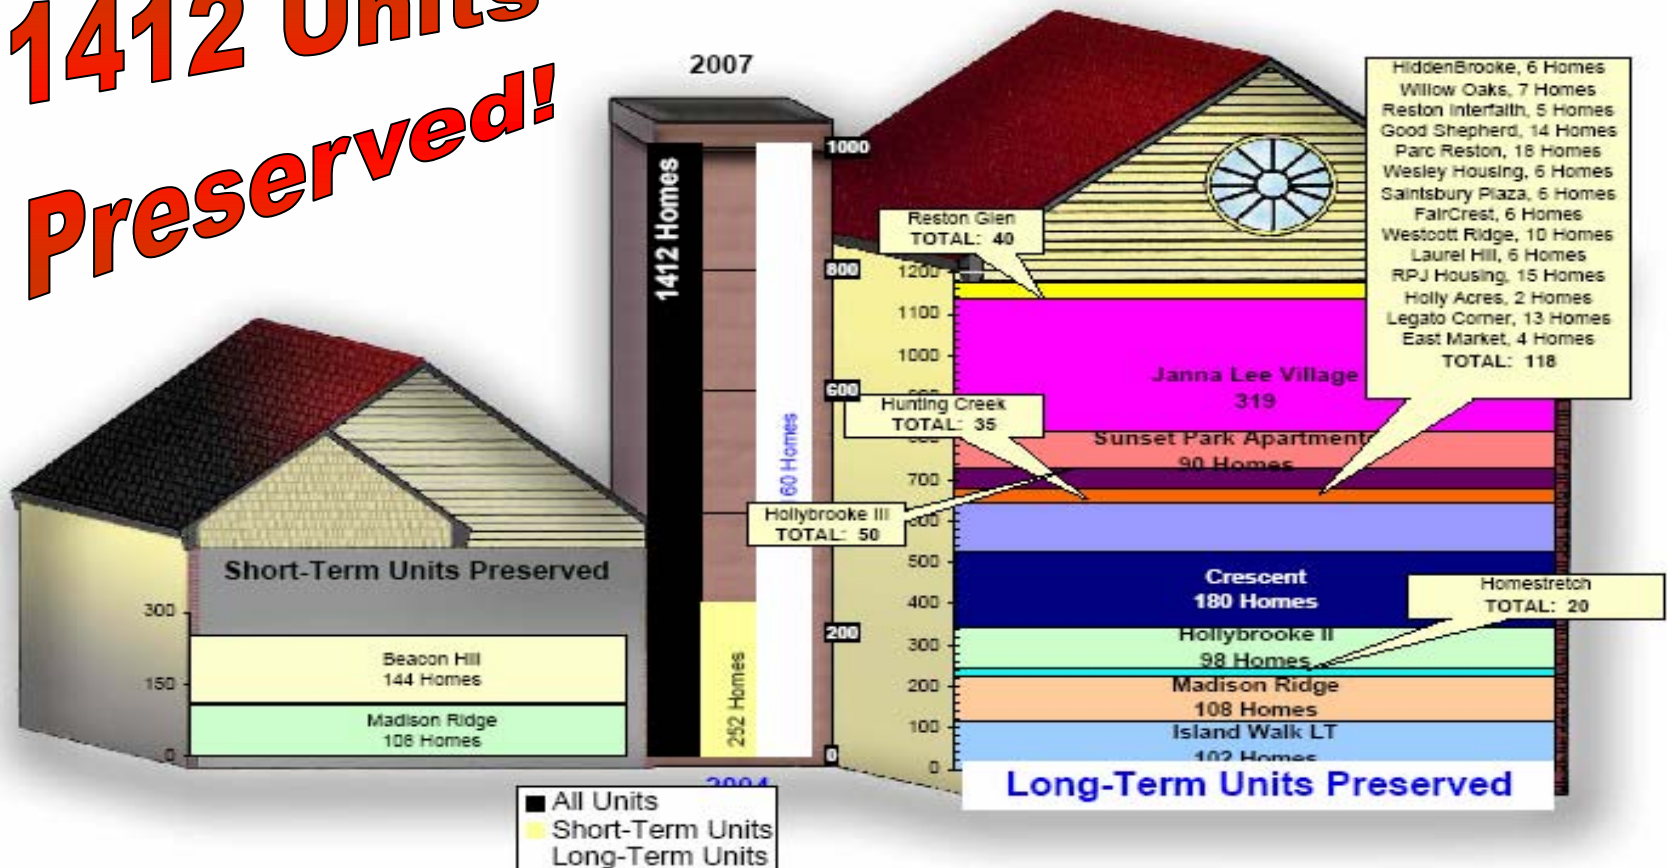 1412 Units
Preserved!
2007
1000
800
600
200
0
1412 Homes
252 Homes
60 Homes
2004
All Units
Short-Term Units
Long-Term Units
Short-Term Units Preserved
300
150
0
Beacon Hill
144 Homes
Madison Ridge
108 Homes
1200
1100
1000
700
500
400
300
200
100
0
Reston Glen
TOTAL: 40
Janna Lee Village
319
Hunting Creek
TOTAL: 35
Sunset Park Apartment
90 Homes
Hollybrooke III
TOTAL: 50
Crescent
180 Homes
Homestretch
TOTAL: 20
Hollybrooke II
98 Homes
Madison Ridge
108 Homes
Island Walk LT
102 Homes
Long-Term Units Preserved
HiddenBrooke, 6 Homes
Willow Oaks, 7 Homes
Reston Interfaith, 5 Homes
Good Shepherd, 14 Homes
Parc Reston, 18 Homes
Wesley Housing, 6 Homes
Saintsbury Plaza, 6 Homes
FairCrest, 6 Homes
Westcott Ridge, 10 Homes
Laurel Hill, 6 Homes
RPJ Housing, 15 Homes
Holly Acres, 2 Homes
Legato Corner, 13 Homes
East Market, 4 Homes
TOTAL: 118